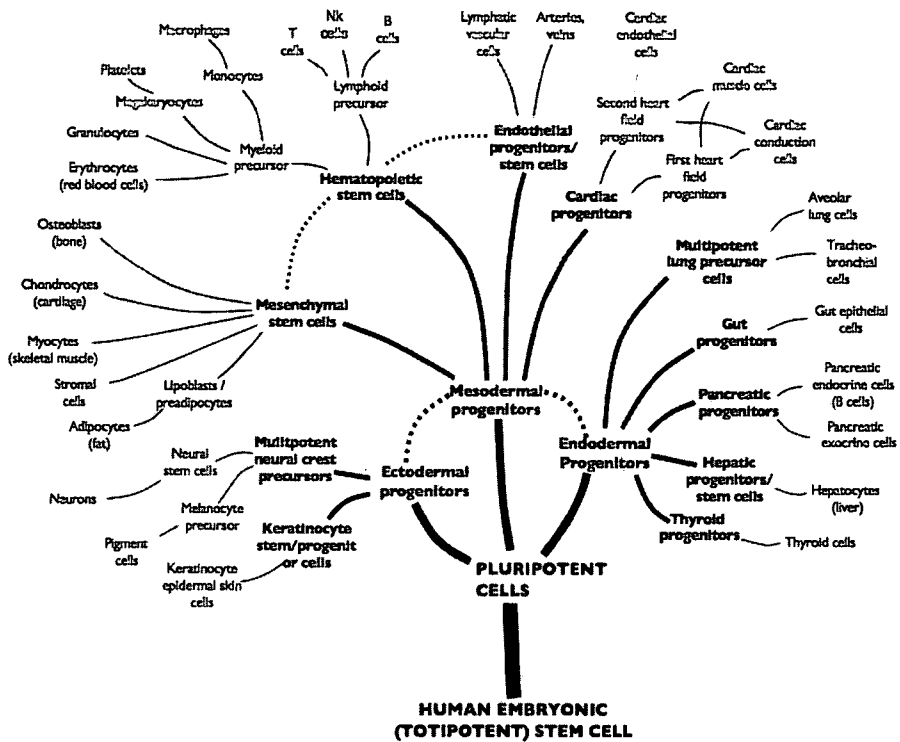 Macrophages
T
cells
Nk
cells
B
cells
Lymphatic
vascular
cells
Arteries,
veins
Cardiac
endothelial
cells
Platelets
Monocytes
Megakaryocytes
Lymphoid
precursor
Cardiac
muscle cells
Second heart
field
progenitors
Granulocytes
Myeloid
precursor
Endothelial
progenitors/
stem cells
Cardiac
conduction
cells
First heart
field
progenitors
Erythrocytes
(red blood cells)
Hematopoietic
stem cells
Cardiac
progenitors
Aveolar
lung cells
Osteoblasts
(bone)
Multipotent
lung precursor
cells
Tracheo-
bronchial
cells
Chondrocytes
(cartilage)
Mesenchymal
stem cells
Gut
progenitors
Gut epithelial
cells
Myocytes
(skeletal muscle)
Stromal
cells
Lipoblasts /
preadipocytes
Mesodermal
progenitors
Pancreatic
progenitors
Pancreatic
endocrine cells
(B cells)
Adipocytes
(fat)
Pancreatic
exocrine cells
Neural
stem cells
Mulitpotent
neural crest
precursors
Ectodermal
progenitors
Endodermal
Progenitors
Hepatic
progenitors/
stem cells
Hepatocytes
(liver)
Neurons
Melanocyte
precursor
Thyroid
progenitors
Thyroid cells
Pigment
cells
Keratinocyte
stem/progenit
or cells
Keratinocyte
epidermal skin
cells
PLURIPOTENT
CELLS
HUMAN EMBRYONIC
(TOTIPOTENT) STEM CELL